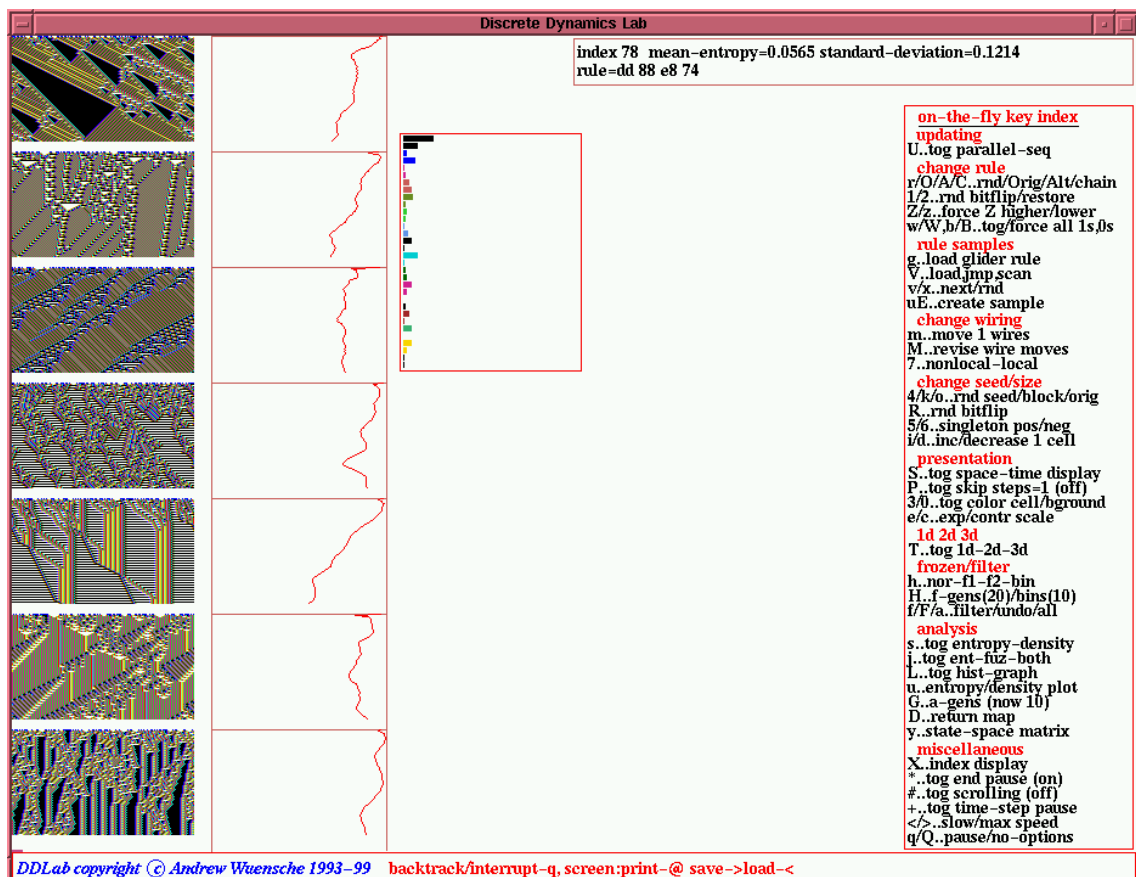 Discrete Dynamics Lab
index 78 mean-entropy=0.0565 standard-deviation=0.1214
rule=dd 88 e8 74
on-the-fly key index
updating
U..tog parallel-seq
change rule
r/O/A/C..rnd/Orig/Alt/chain
1/2..rnd bitflip/restore
Z/z..force Z higher/lower
w/W,b/B..tog/force all 1s,0s
rule samples
g..load glider rule
V..load,jmp,scan
v/x..next/rnd
uE..create sample
change wiring
m..move 1 wires
M..revise wire moves
7..nonlocal-local
change seed/size
4/k/o..rnd seed/block/orig
R..rnd bitflip
5/6..singleton pos/neg
i/d..inc/decrease 1 cell
presentation
S..tog space-time display
P..tog skip steps=1 (off)
3/0..tog color cell/bground
e/c..exp/contr scale
1d 2d 3d
T..tog 1d-2d-3d
frozen/filter
h..nor-f1-f2-bin
H..f-gens(20)/bins(10)
f/F/a..filter/undo/all
analysis
s..tog entropy-density
j..tog ent-fuz-both
L..tog hist-graph
u..entropy/density plot
G..a-gens (now 10)
D..return map
y..state-space matrix
miscellaneous
X..index display
*..tog end pause (on)
#..tog scrolling (off)
+..tog time-step pause
</>..slow/max speed
q/Q..pause/no-options
DDLab copyright © Andrew Wuensche 1993-99 backtrack/interrupt-q, screen:print-@ save->load-<